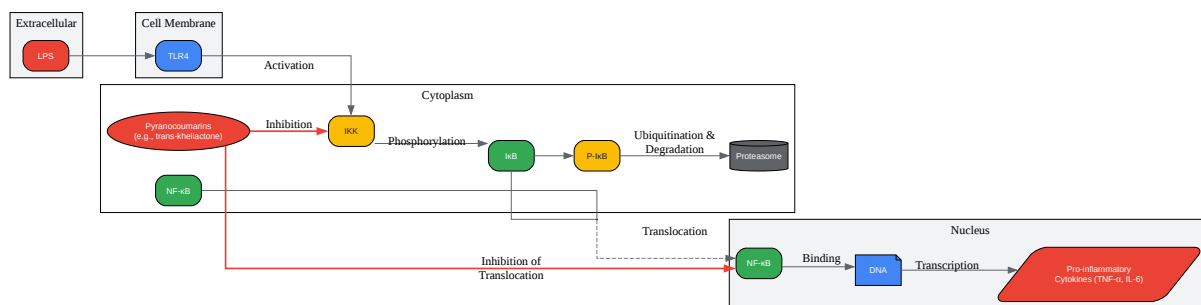 Extracellular
LPS
Cell Membrane
TLR4
Activation
Cytoplasm
Pyranocoumarins
(e.g., trans-khellactone)
Inhibition
IKK
Phosphorylation
IκB
P-IκB
Ubiquitination &
Degradation
Proteasome
NF-κB
Translocation
Inhibition of
Translocation
Nucleus
NF-κB
Binding
DNA
Transcription
Pro-inflammatory
Cytokines (TNF-α, IL-6)